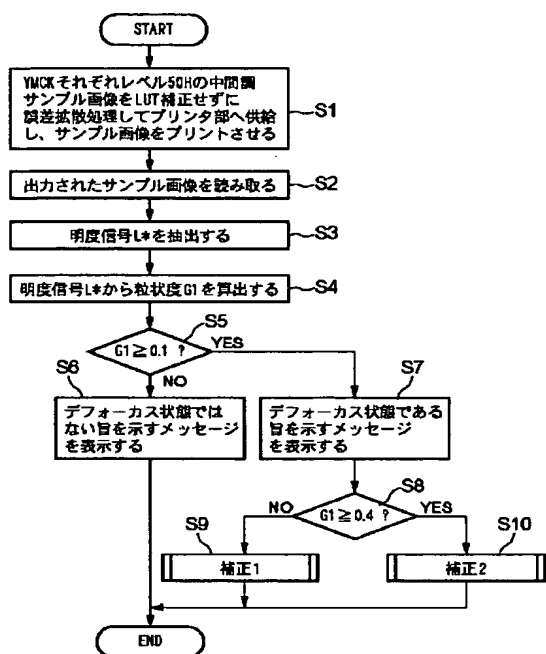 START
YMCKそれぞれレベル50Hの中間調
サンプル画像をLUT補正せずに
誤差拡散処理してプリンタ部へ供給
し、サンプル画像をプリントさせる
S1
出力されたサンプル画像を読み取る
S2
明度信号L*を抽出する
S3
明度信号L*から粒状度G1を算出する
S4
S5
G1≧0.1 ?
YES
NO
S6
デフォーカス状態では
ない旨を示すメッセージ
を表示する
S7
デフォーカス状態である
旨を示すメッセージ
を表示する
S8
G1≧0.4 ?
NO
YES
S9
補正1
S10
補正2
END